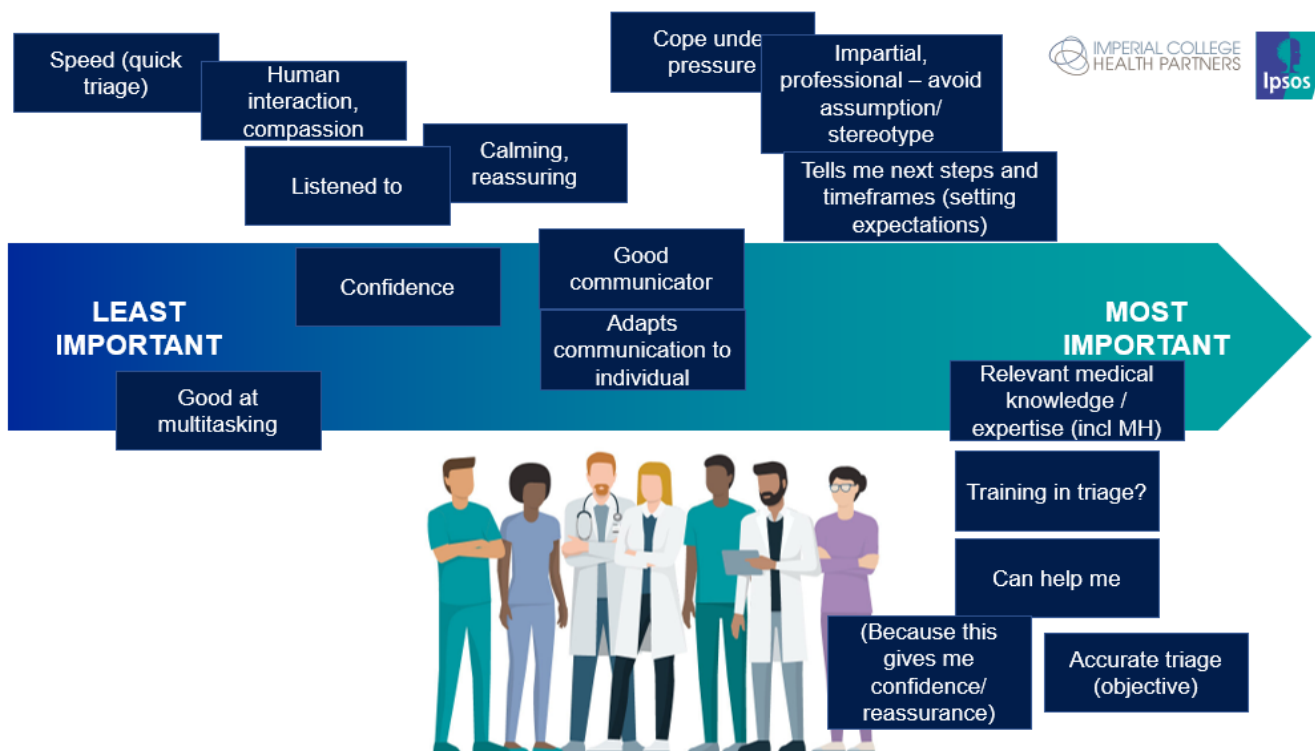 Speed (quick
triage)
Human
interaction,
compassion
Listened to
Calming,
reassuring
Cope under
pressure
Impartial,
professional – avoid
assumption/
stereotype
Tells me next steps and
timeframes (setting
expectations)
IMPERIAL COLLEGE
HEALTH PARTNERS
Ipsos
LEAST
IMPORTANT
Confidence
Good
communicator
Adapts
communication to
individual
MOST
IMPORTANT
Good at
multitasking
Relevant medical
knowledge /
expertise (incl MH)
Training in triage?
Can help me
(Because this
gives me
confidence/
reassurance)
Accurate triage
(objective)